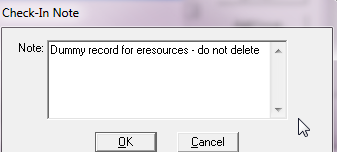 Check-In Note
Note: Dummy record for eresources - do not delete
OK Cancel